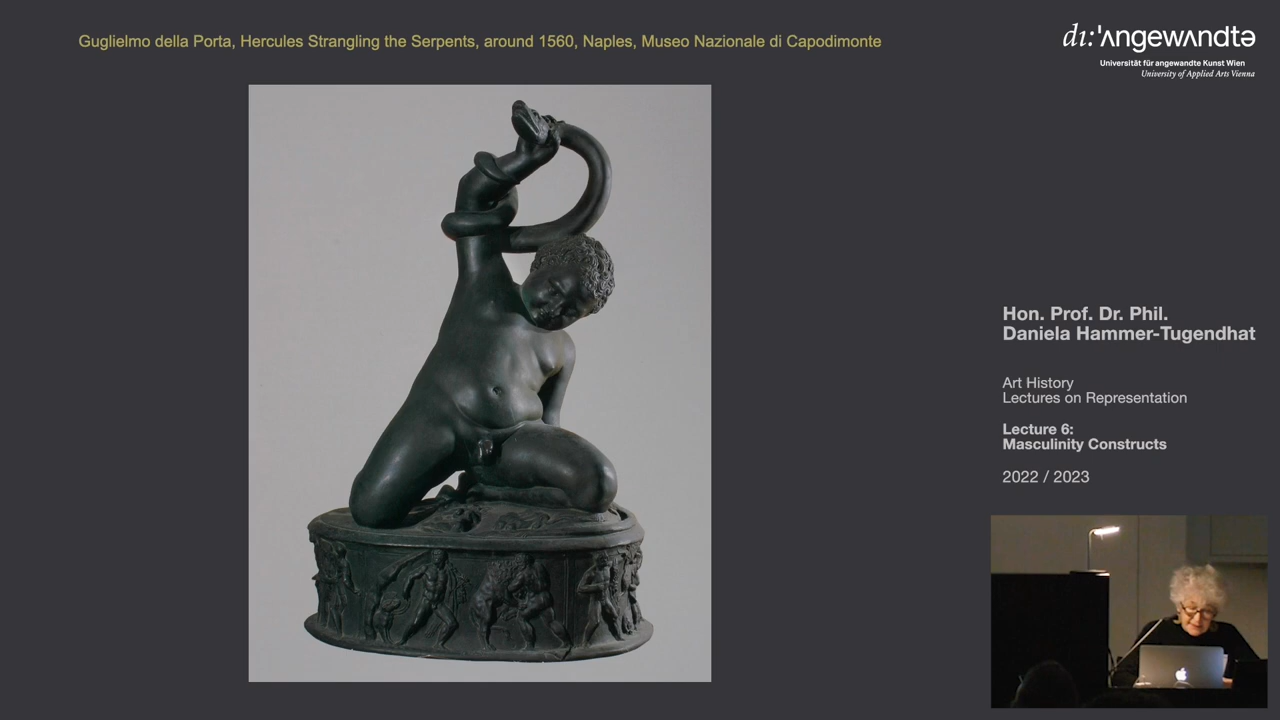 Guglielmo della Porta, Hercules Strangling the Serpents, around 1560, Naples, Museo Nazionale di Capodimonte
dı:ˈʌngewʌndtə
Universität für angewandte Kunst Wien
University of Applied Arts Vienna
Hon. Prof. Dr. Phil.
Daniela Hammer-Tugendhat
Art History
Lectures on Representation
Lecture 6:
Masculinity Constructs
2022 / 2023